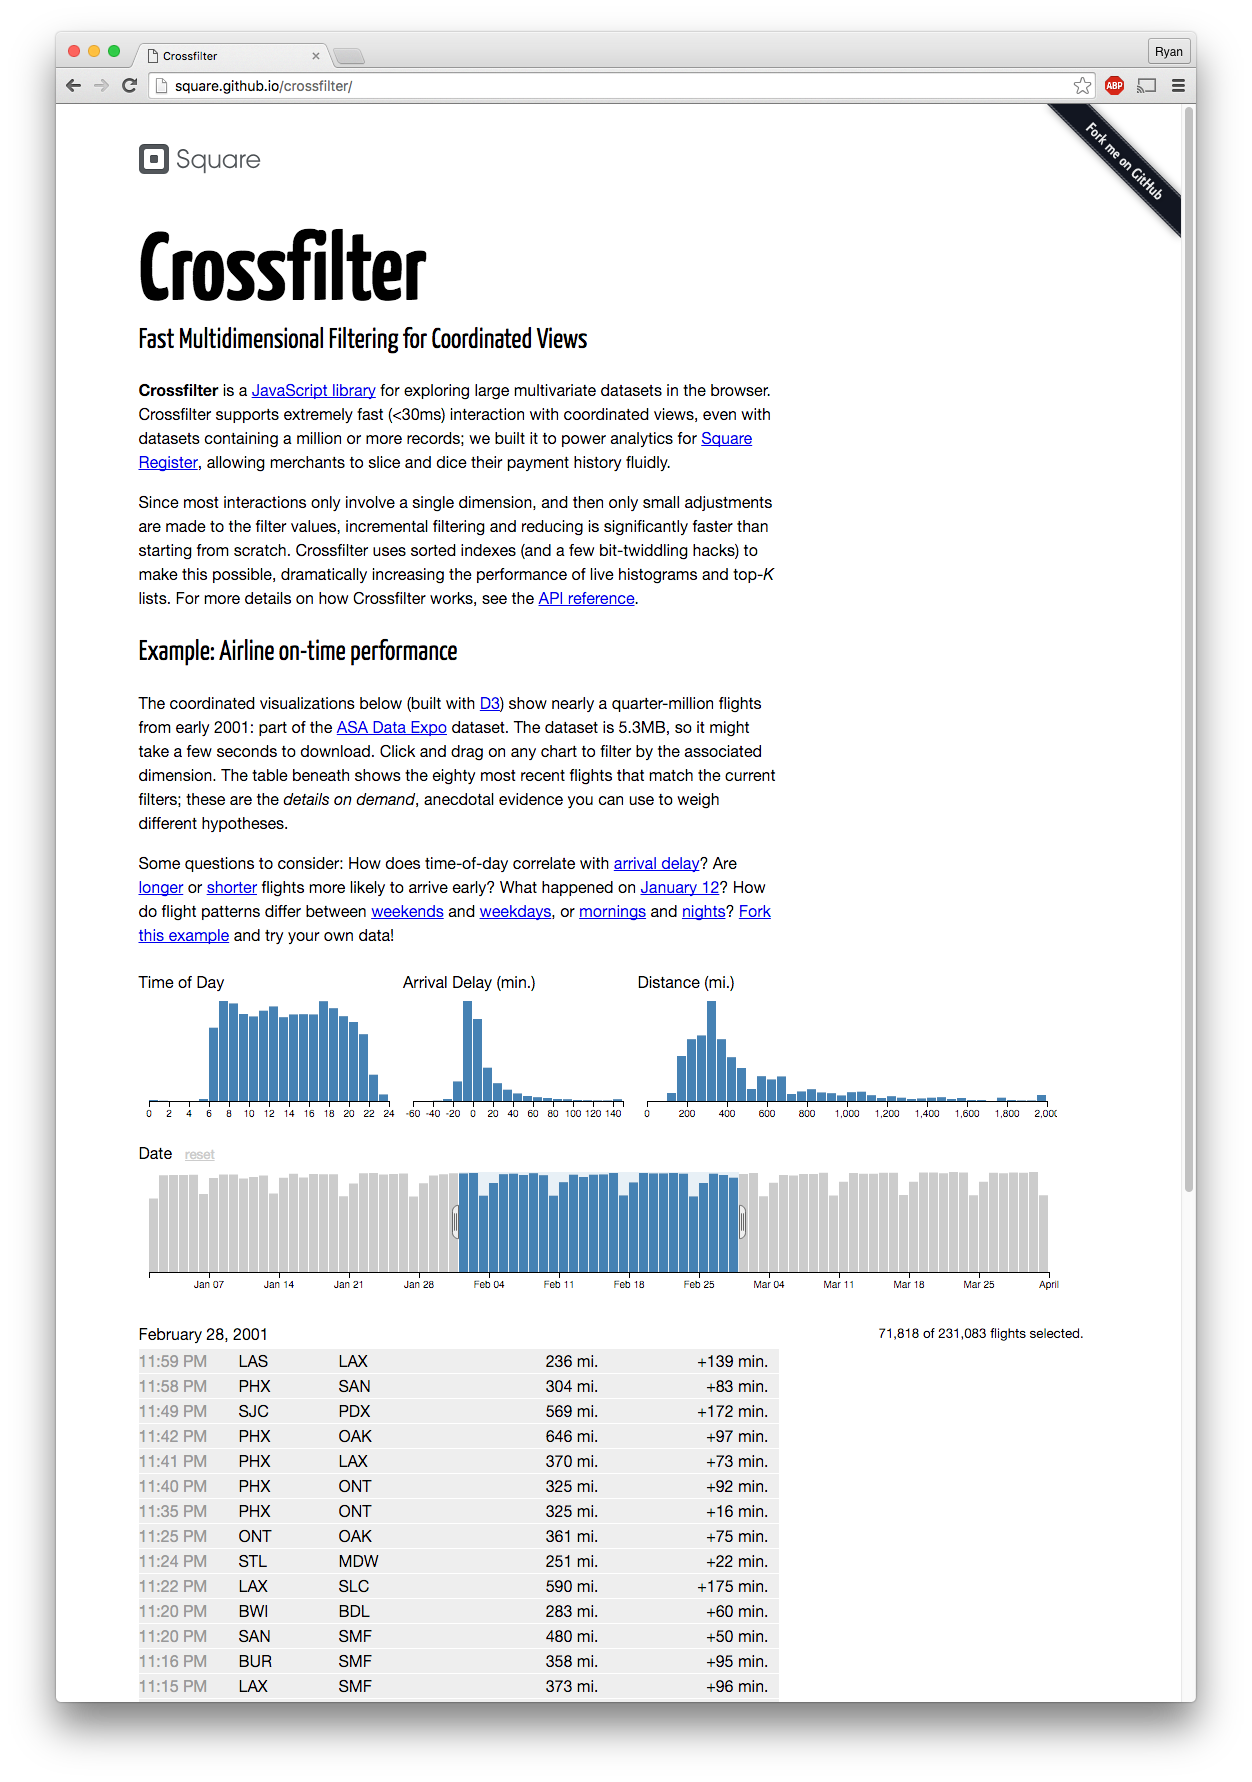 Crossfilter
Ryan
square.github.io/crossfilter/
ABP
Fork me on GitHub
Square
Crossfilter
Fast Multidimensional Filtering for Coordinated Views
Crossfilter is a JavaScript library for exploring large multivariate datasets in the browser.
Crossfilter supports extremely fast (<30ms) interaction with coordinated views, even with
datasets containing a million or more records; we built it to power analytics for Square
Register, allowing merchants to slice and dice their payment history fluidly.
Since most interactions only involve a single dimension, and then only small adjustments
are made to the filter values, incremental filtering and reducing is significantly faster than
starting from scratch. Crossfilter uses sorted indexes (and a few bit-twiddling hacks) to
make this possible, dramatically increasing the performance of live histograms and top-K
lists. For more details on how Crossfilter works, see the API reference.
Example: Airline on-time performance
The coordinated visualizations below (built with D3) show nearly a quarter-million flights
from early 2001: part of the ASA Data Expo dataset. The dataset is 5.3MB, so it might
take a few seconds to download. Click and drag on any chart to filter by the associated
dimension. The table beneath shows the eighty most recent flights that match the current
filters; these are the details on demand, anecdotal evidence you can use to weigh
different hypotheses.
Some questions to consider: How does time-of-day correlate with arrival delay? Are
longer or shorter flights more likely to arrive early? What happened on January 12? How
do flight patterns differ between weekends and weekdays, or mornings and nights? Fork
this example and try your own data!
Time of Day Arrival Delay (min.) Distance (mi.)
0 2 4 6 8 10 12 14 16 18 20 22 24 -60 -40 -20 0 20 40 60 80 100 120 140 0 200 400 600 800 1,000 1,200 1,400 1,600 1,800 2,000
Date reset
Jan 07 Jan 14 Jan 21 Jan 28 Feb 04 Feb 11 Feb 18 Feb 25 Mar 04 Mar 11 Mar 18 Mar 25 April
February 28, 2001 71,818 of 231,083 flights selected.
11:59 PM LAS LAX 236 mi. +139 min.
11:58 PM PHX SAN 304 mi. +83 min.
11:49 PM SJC PDX 569 mi. +172 min.
11:42 PM PHX OAK 646 mi. +97 min.
11:41 PM PHX LAX 370 mi. +73 min.
11:40 PM PHX ONT 325 mi. +92 min.
11:35 PM PHX ONT 325 mi. +16 min.
11:25 PM ONT OAK 361 mi. +75 min.
11:24 PM STL MDW 251 mi. +22 min.
11:22 PM LAX SLC 590 mi. +175 min.
11:20 PM BWI BDL 283 mi. +60 min.
11:20 PM SAN SMF 480 mi. +50 min.
11:16 PM BUR SMF 358 mi. +95 min.
11:15 PM LAX SMF 373 mi. +96 min.